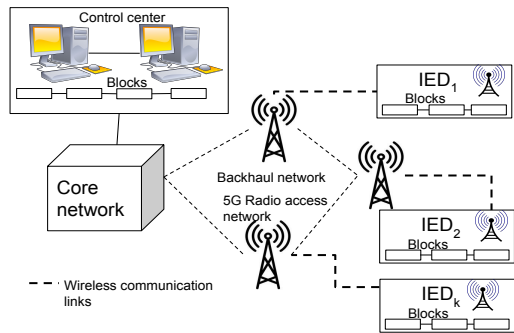 Control center
Blocks
IED1
Blocks
Core
network
Backhaul network
5G Radio access
network
IED2
Blocks
Wireless communication
links
IEDk
Blocks